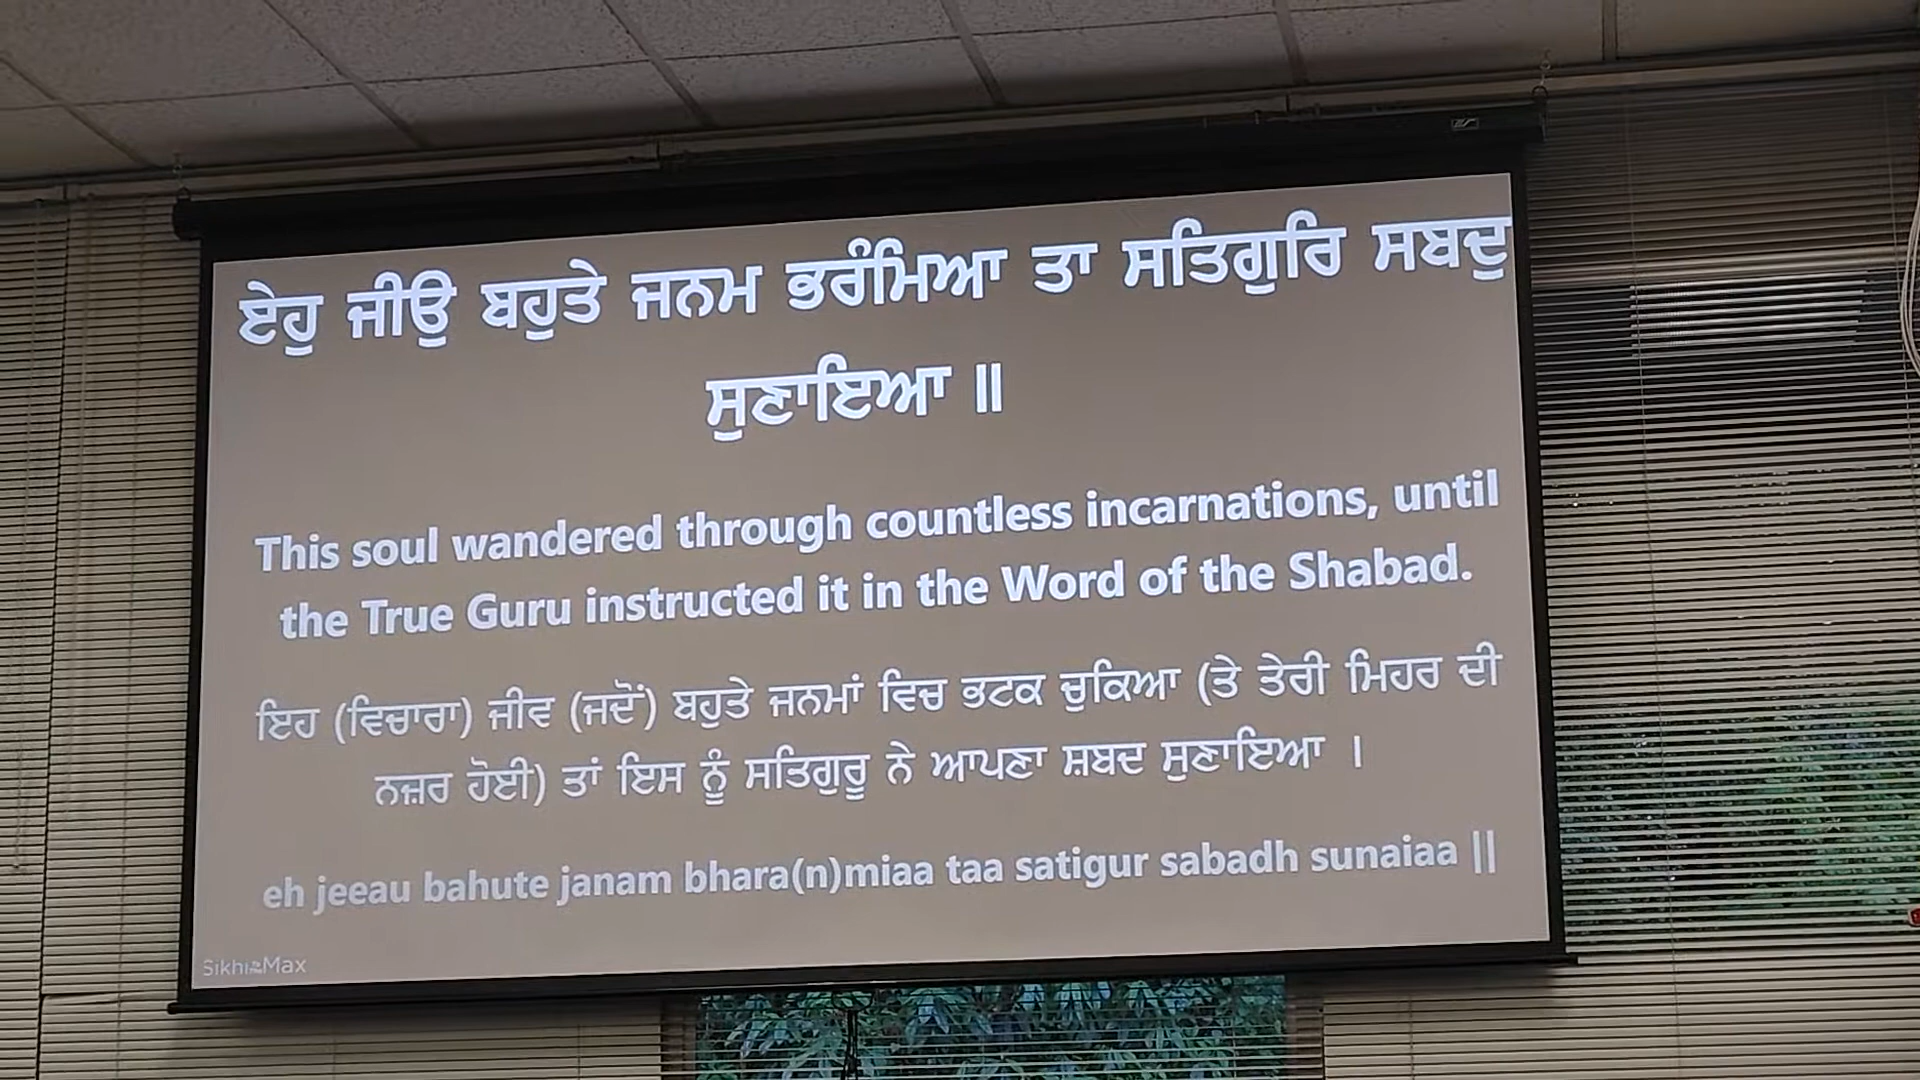 ਏਹੁ ਜੀਉ ਬਹੁਤੇ ਜਨਮ ਭਰੰਮਿਆ ਤਾ ਸਤਿਗੁਰਿ ਸਬਦੁ
ਸੁਣਾਇਆ ॥
This soul wandered through countless incarnations, until
the True Guru instructed it in the Word of the Shabad.
ਇਹ (ਵਿਚਾਰਾ) ਜੀਵ (ਜਦੋਂ) ਬਹੁਤੇ ਜਨਮਾਂ ਵਿਚ ਭਟਕ ਚੁਕਿਆ (ਤੇ ਤੇਰੀ ਮਿਹਰ ਦੀ
ਨਜ਼ਰ ਹੋਈ) ਤਾਂ ਇਸ ਨੂੰ ਸਤਿਗੁਰੂ ਨੇ ਆਪਣਾ ਸ਼ਬਦ ਸੁਣਾਇਆ ।
eh jeeau bahute janam bhara(n)miaa taa satigur sabadh sunaiaa ||
SikhiToMax